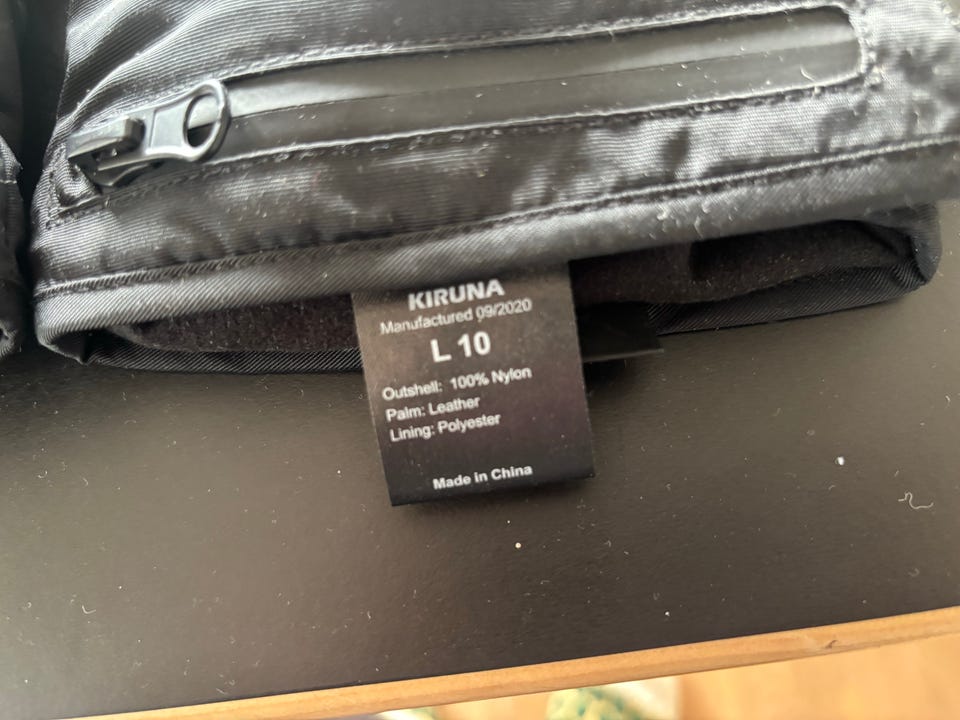 KIRUNA
Manufactured 09/2020
L 10
Outshell: 100% Nylon
Palm: Leather
Lining: Polyester
Made in China